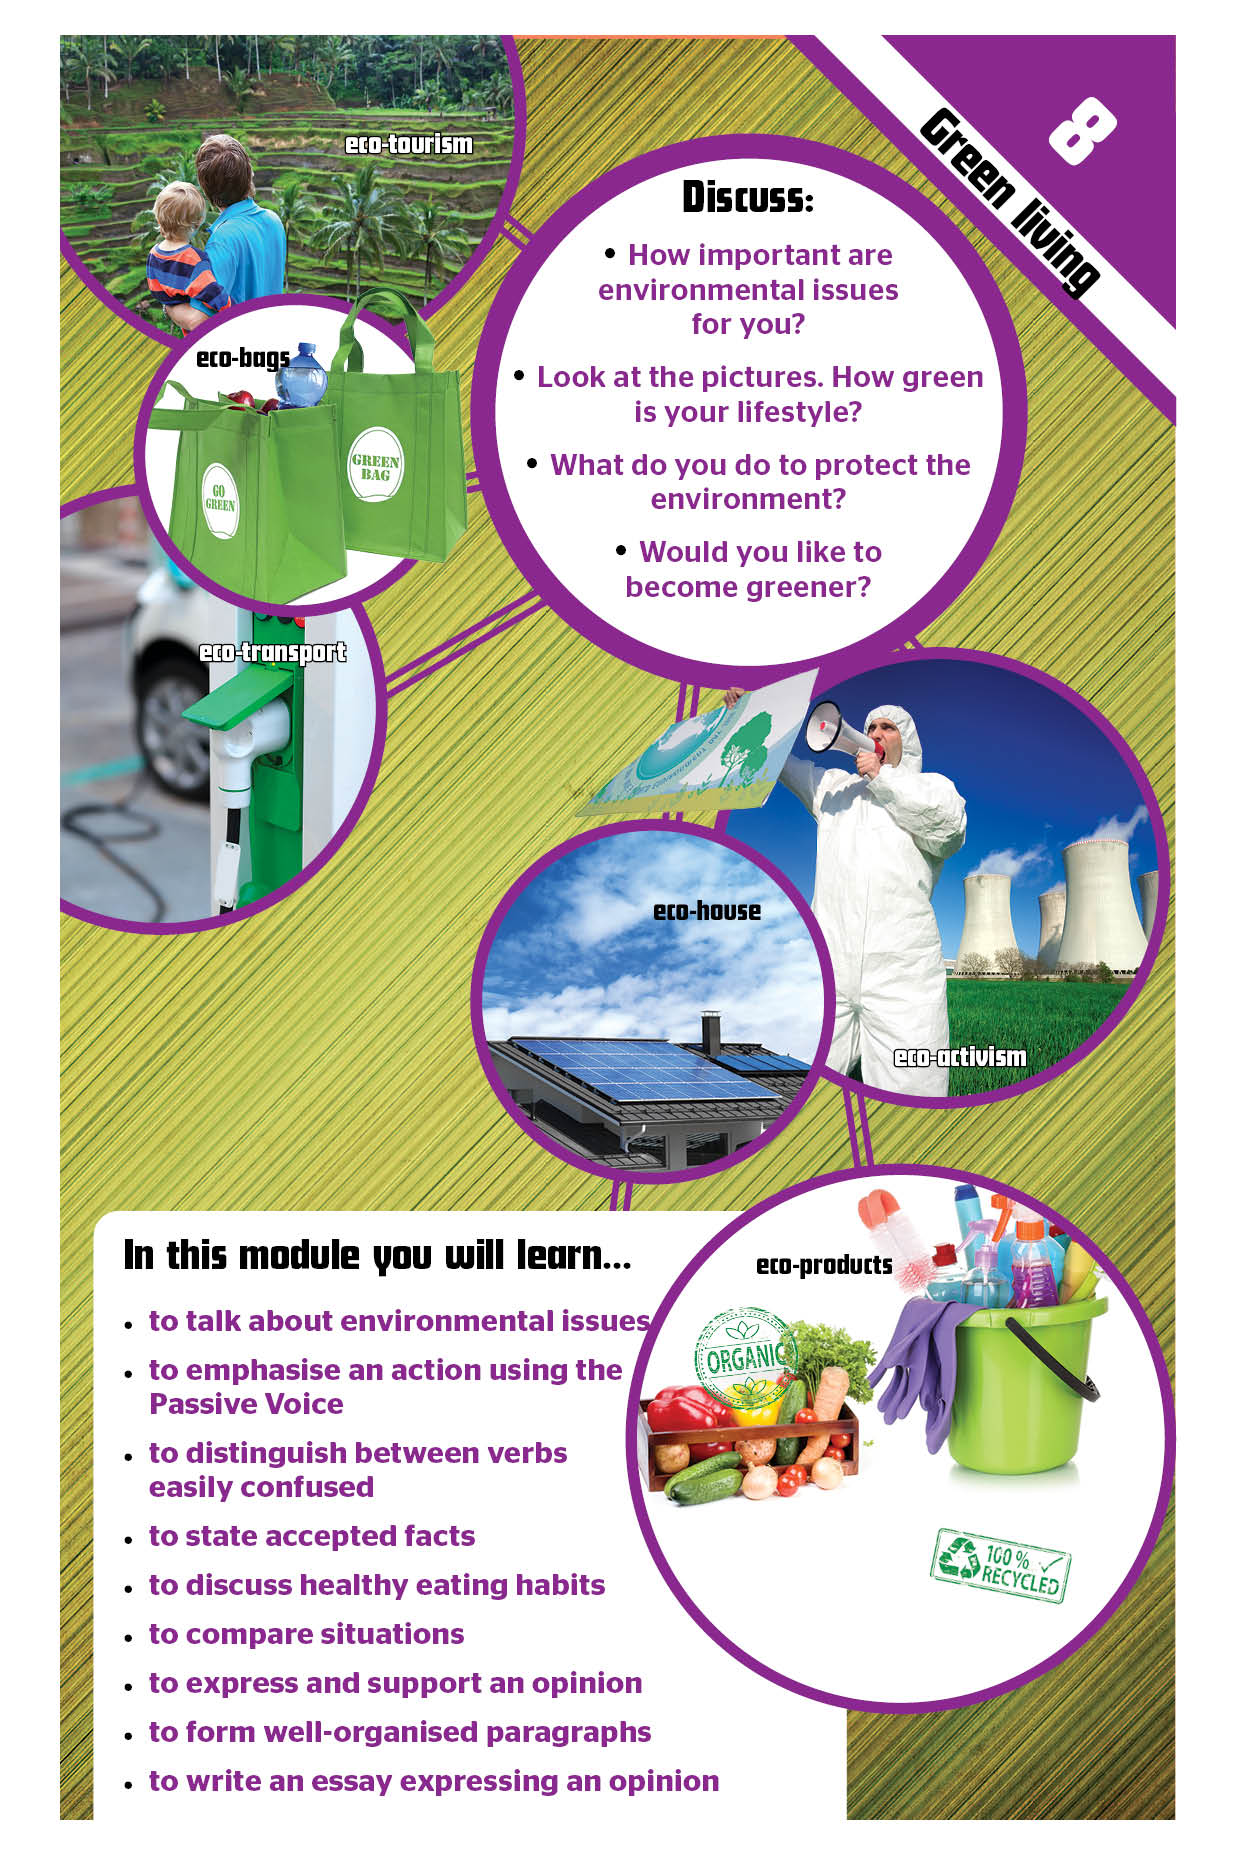 8
Green living
eco-tourism
Discuss:
• How important are
environmental issues
for you?
• Look at the pictures. How green
is your lifestyle?
• What do you do to protect the
environment?
• Would you like to
become greener?
eco-bags
GREEN
BAG
GO
GREEN
eco-transport
eco-house
eco-activism
In this module you will learn...
• to talk about environmental issues
• to emphasise an action using the
Passive Voice
• to distinguish between verbs
easily confused
• to state accepted facts
• to discuss healthy eating habits
• to compare situations
• to express and support an opinion
• to form well-organised paragraphs
• to write an essay expressing an opinion
eco-products
ORGANIC
100%
RECYCLED